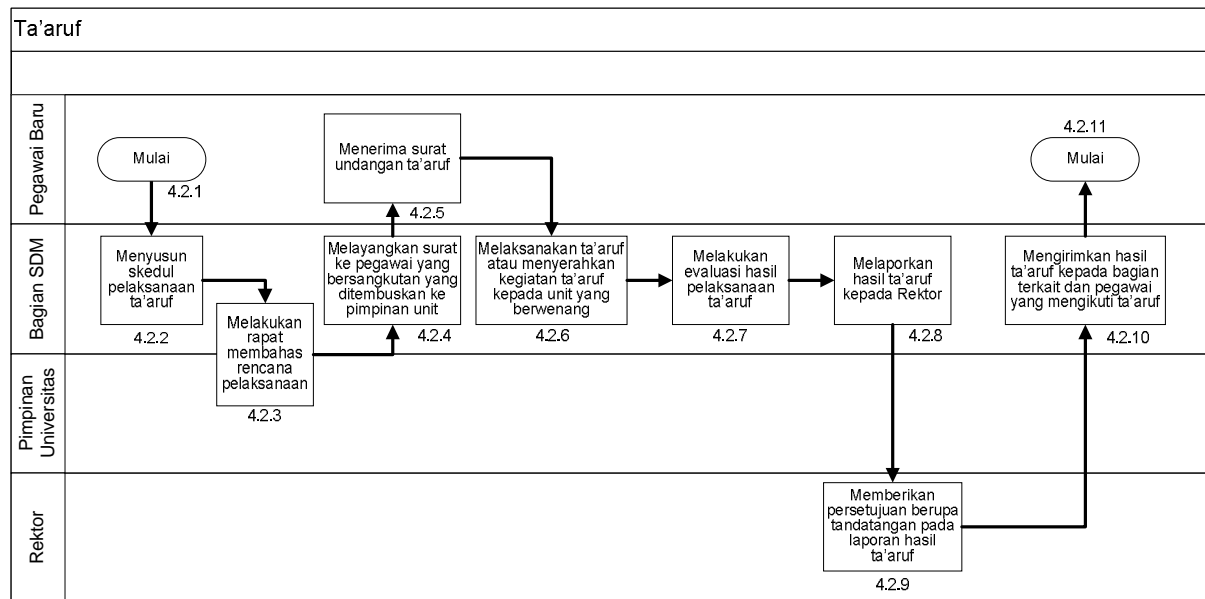 Ta’aruf
Pegawai Baru
Mulai
4.2.1
Menerima surat
undangan ta’aruf
4.2.5
4.2.11
Mulai
Bagian SDM
Menyusun
skedul
pelaksanaan
ta’aruf
4.2.2
Melakukan
rapat
membahas
rencana
pelaksanaan
4.2.3
Melayangkan surat
ke pegawai yang
bersangkutan yang
ditembuskan ke
pimpinan unit
4.2.4
Melaksanakan ta’aruf
atau menyerahkan
kegiatan ta’aruf
kepada unit yang
berwenang
4.2.6
Melakukan
evaluasi hasil
pelaksanaan
ta’aruf
4.2.7
Melaporkan
hasil ta’aruf
kepada Rektor
4.2.8
Mengirimkan hasil
ta’aruf kepada bagian
terkait dan pegawai
yang mengikuti ta’aruf
4.2.10
Pimpinan
Universitas
Rektor
Memberikan
persetujuan berupa
tandatangan pada
laporan hasil
ta’aruf
4.2.9